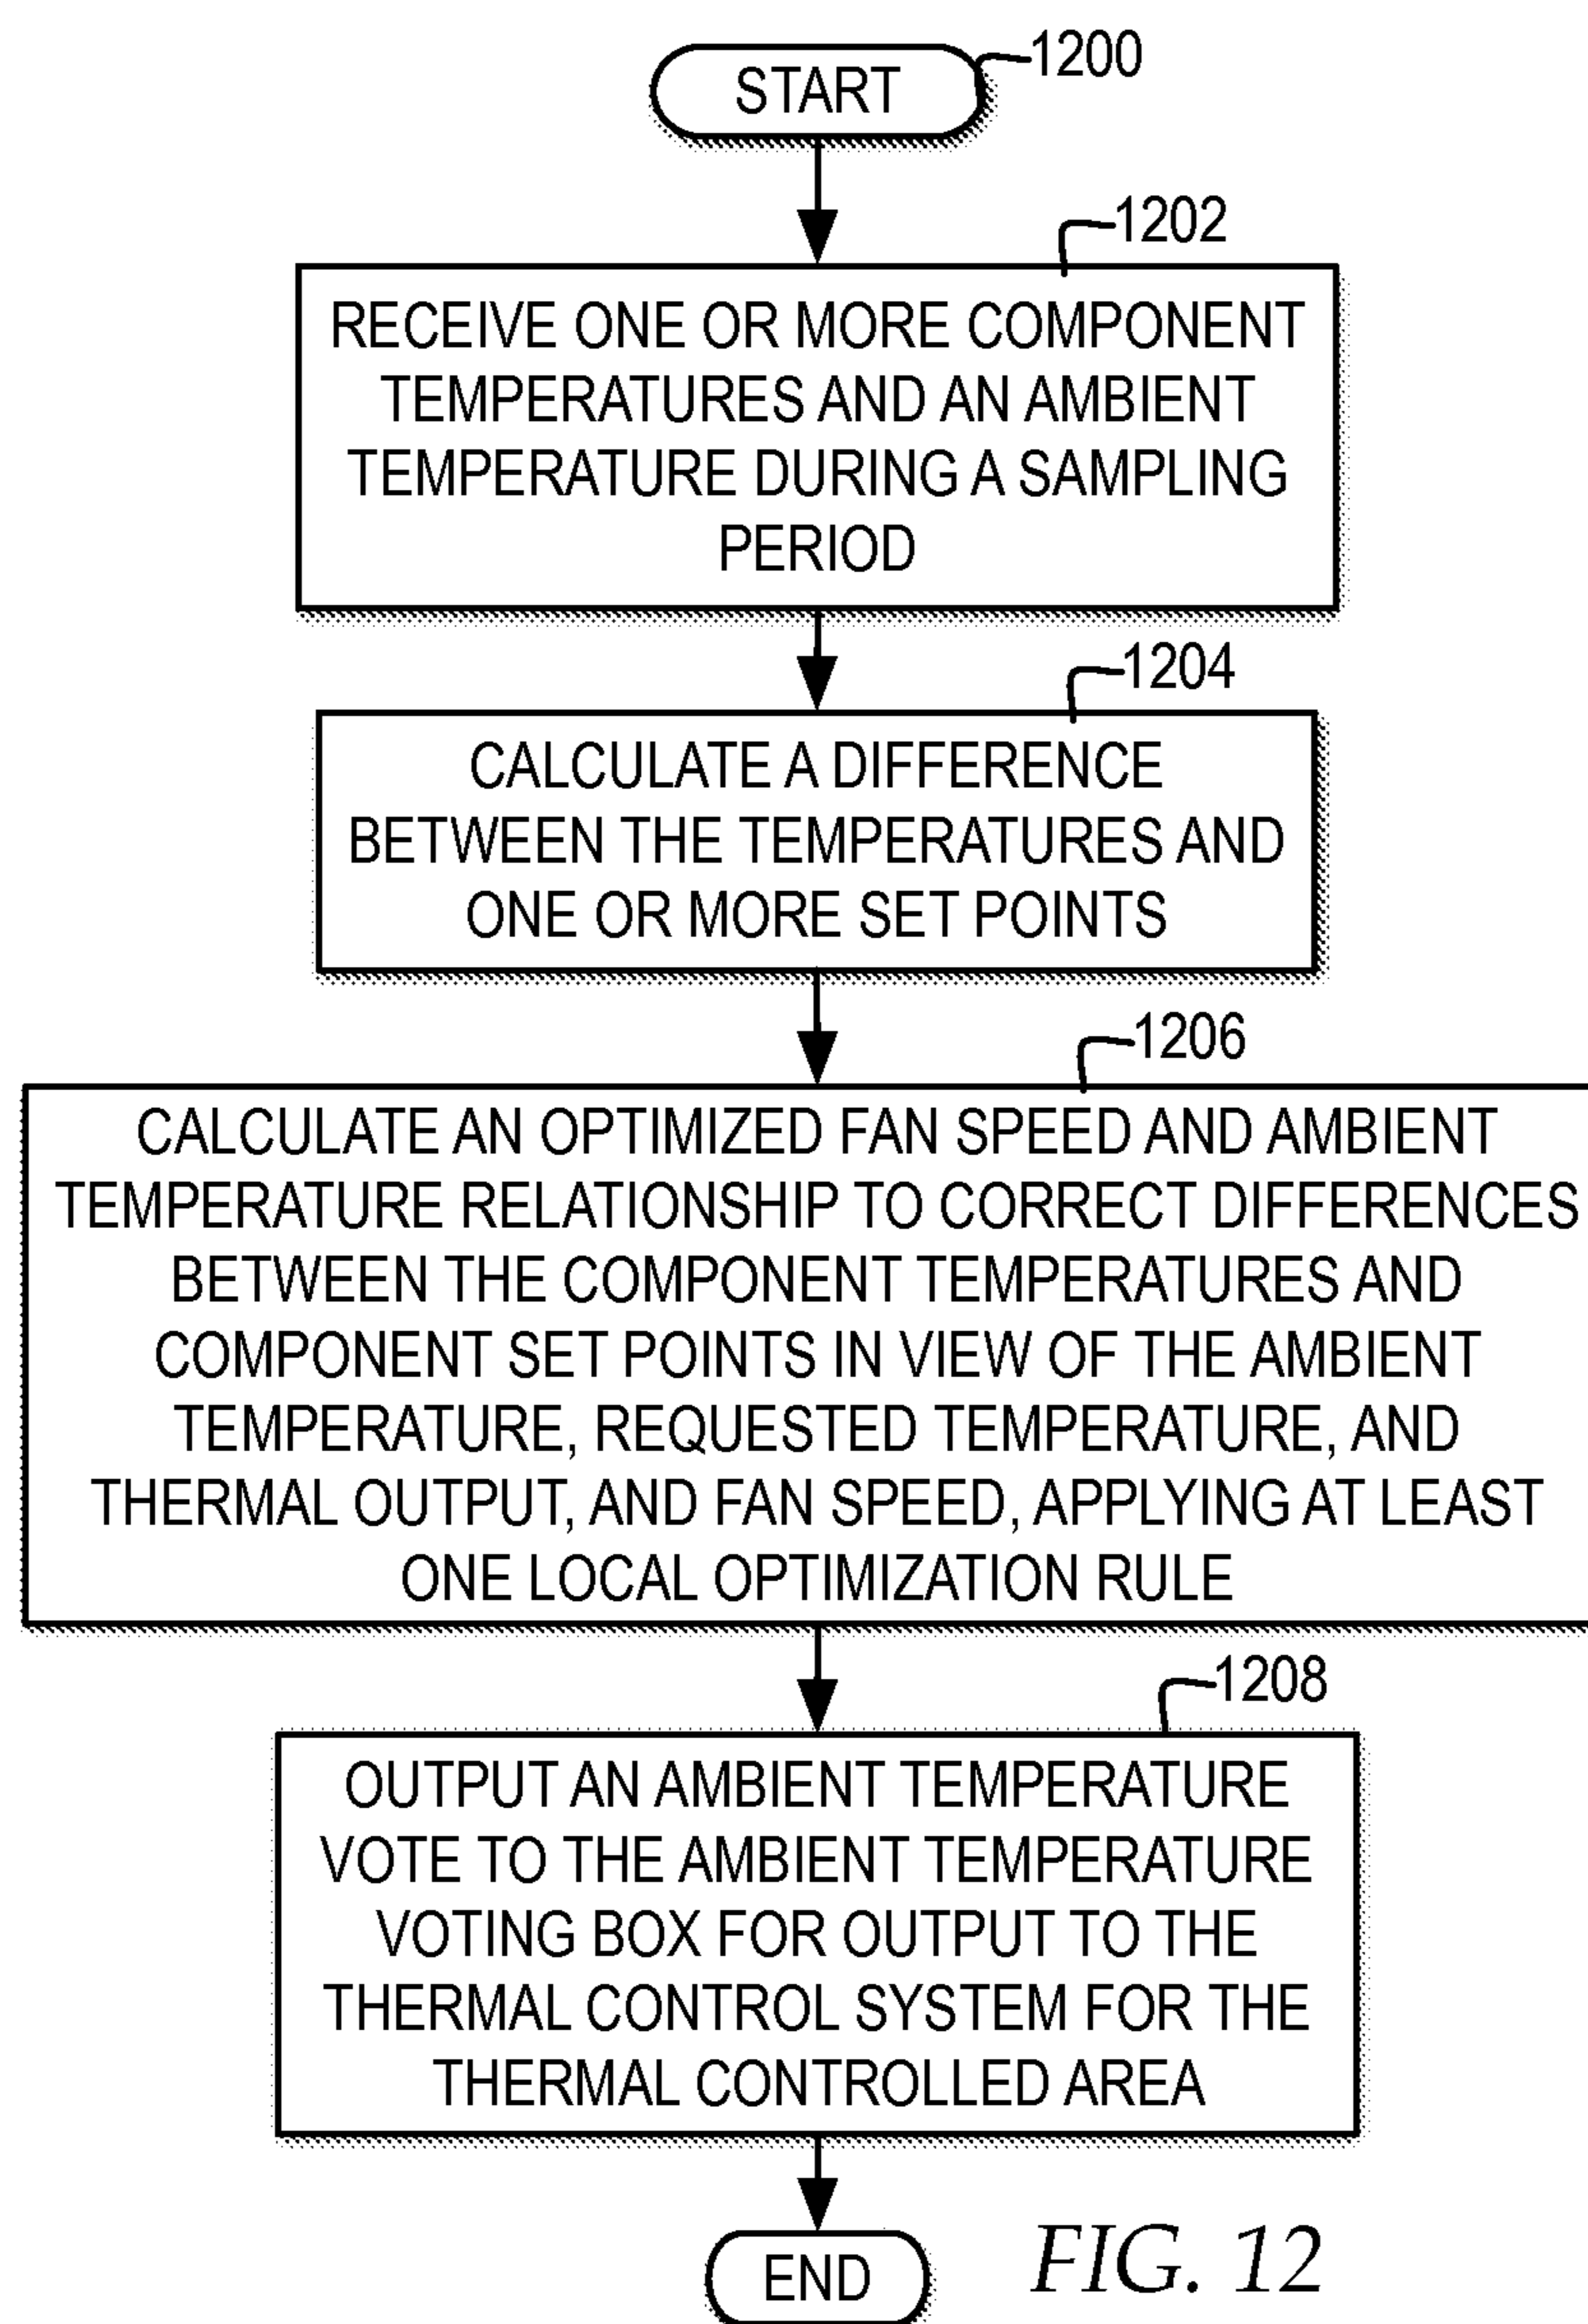 START
1200
1202
RECEIVE ONE OR MORE COMPONENT
TEMPERATURES AND AN AMBIENT
TEMPERATURE DURING A SAMPLING
PERIOD
1204
CALCULATE A DIFFERENCE
BETWEEN THE TEMPERATURES AND
ONE OR MORE SET POINTS
1206
CALCULATE AN OPTIMIZED FAN SPEED AND AMBIENT
TEMPERATURE RELATIONSHIP TO CORRECT DIFFERENCES
BETWEEN THE COMPONENT TEMPERATURES AND
COMPONENT SET POINTS IN VIEW OF THE AMBIENT
TEMPERATURE, REQUESTED TEMPERATURE, AND
THERMAL OUTPUT, AND FAN SPEED, APPLYING AT LEAST
ONE LOCAL OPTIMIZATION RULE
1208
OUTPUT AN AMBIENT TEMPERATURE
VOTE TO THE AMBIENT TEMPERATURE
VOTING BOX FOR OUTPUT TO THE
THERMAL CONTROL SYSTEM FOR THE
THERMAL CONTROLLED AREA
END
FIG. 12